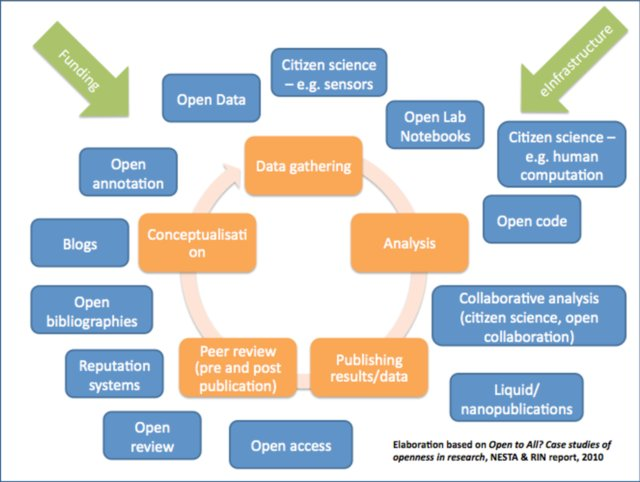 Funding
eInfrastructure
Citizen science
– e.g. sensors
Open Data
Open Lab
Notebooks
Citizen science –
e.g. human
computation
Data gathering
Open
annotation
Open code
Blogs
Conceptualisati
on
Analysis
Open
bibliographies
Collaborative analysis
(citizen science, open
collaboration)
Reputation
systems
Peer review
(pre and post
publication)
Publishing
results/data
Liquid/
nanopublications
Open
review
Open access
Elaboration based on Open to All? Case studies of
openness in research, NESTA & RIN report, 2010